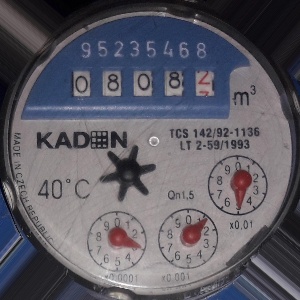 95235468
0808
m³
KADEN
TCS 142/92-1136
LT 2-59/1993
MADE IN CZECH REPUBLIC
40°C
Qn1,5
x0,01
x0,0001
x0,001